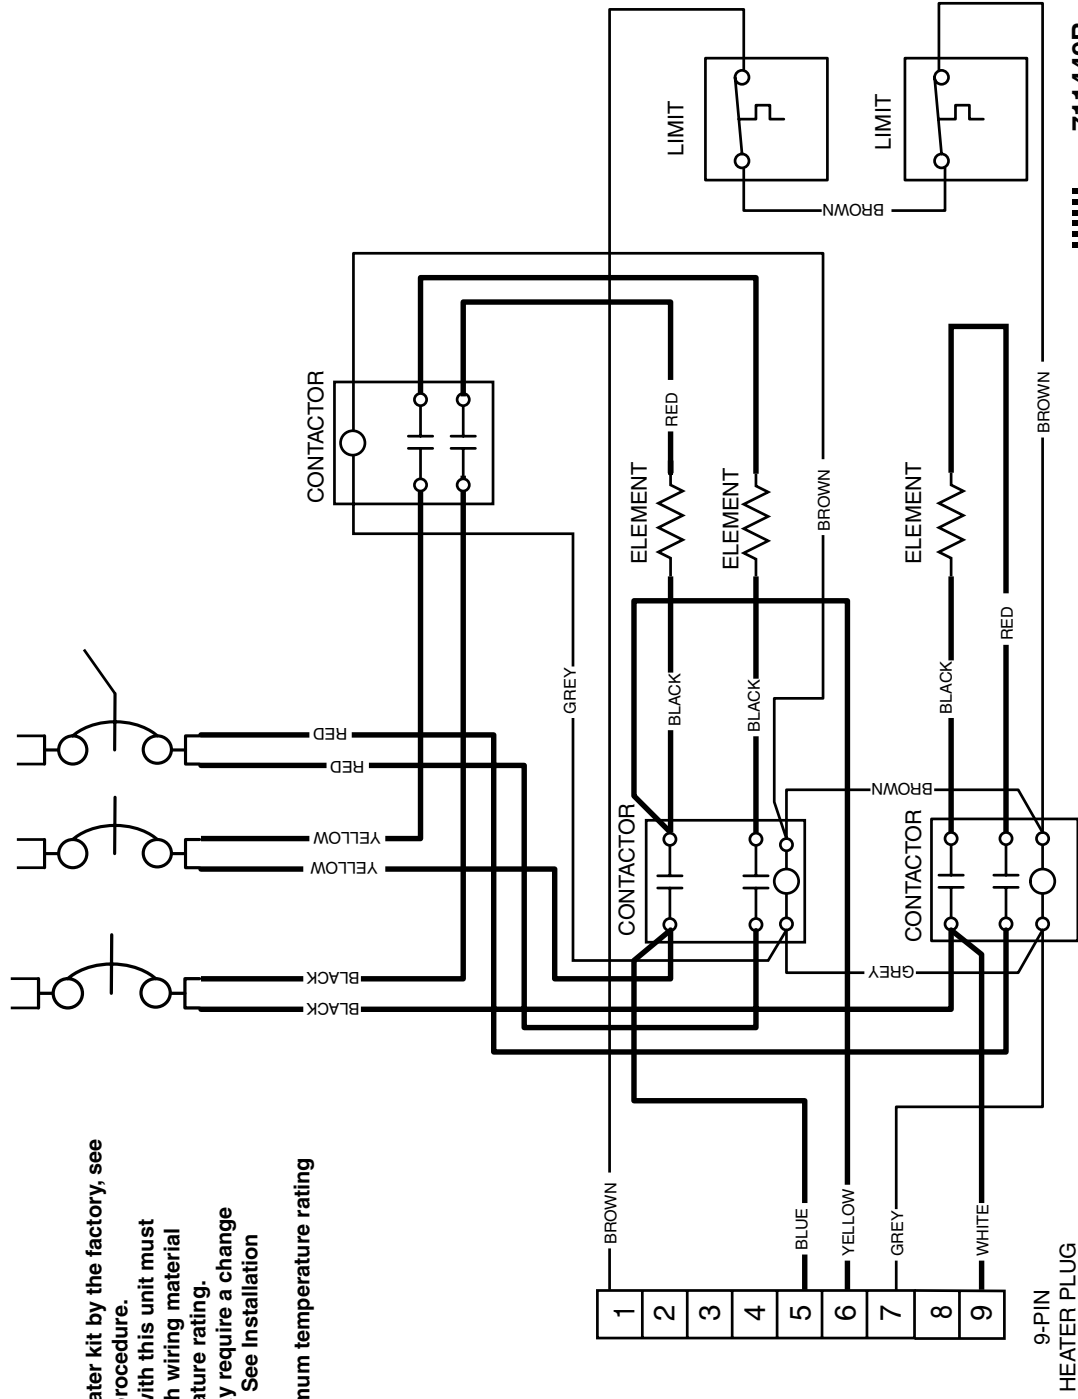 ater kit by the factory, see
rocedure.
with this unit must
h wiring material
ature rating.
y require a change
See Installation
num temperature rating
CONTACTOR
BLACK
BLACK
YELLOW
YELLOW
RED
RED
GREY
BROWN
1
2
3
4
5
6
7
8
9
BLUE
YELLOW
GREY
WHITE
9-PIN
HEATER PLUG
CONTACTOR
BLACK
ELEMENT
RED
BLACK
ELEMENT
BROWN
LIMIT
BROWN
LIMIT
GREY
BROWN
CONTACTOR
BLACK
ELEMENT
RED
BROWN